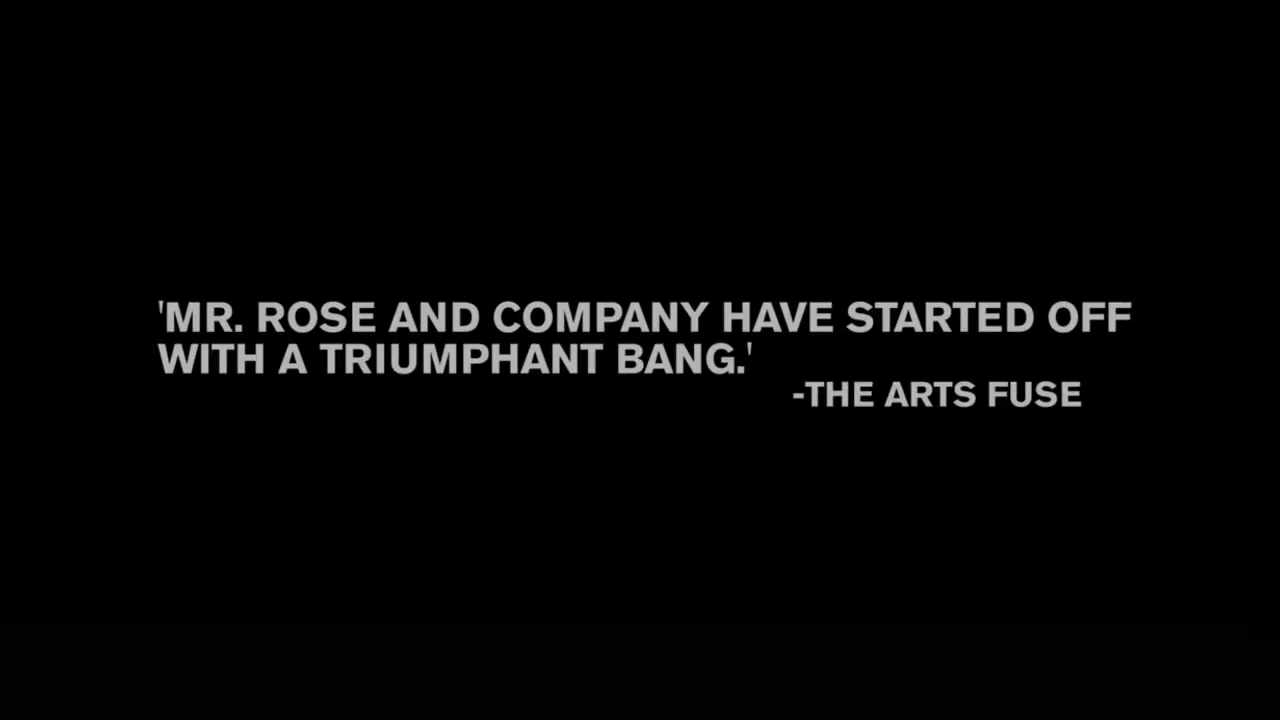 'MR. ROSE AND COMPANY HAVE STARTED OFF
WITH A TRIUMPHANT BANG.'
-THE ARTS FUSE